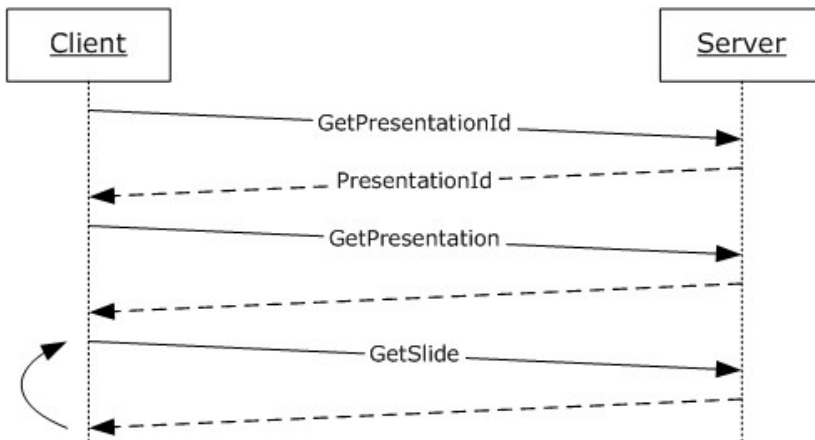 Client
Server
GetPresentationId
PresentationId
GetPresentation
GetSlide